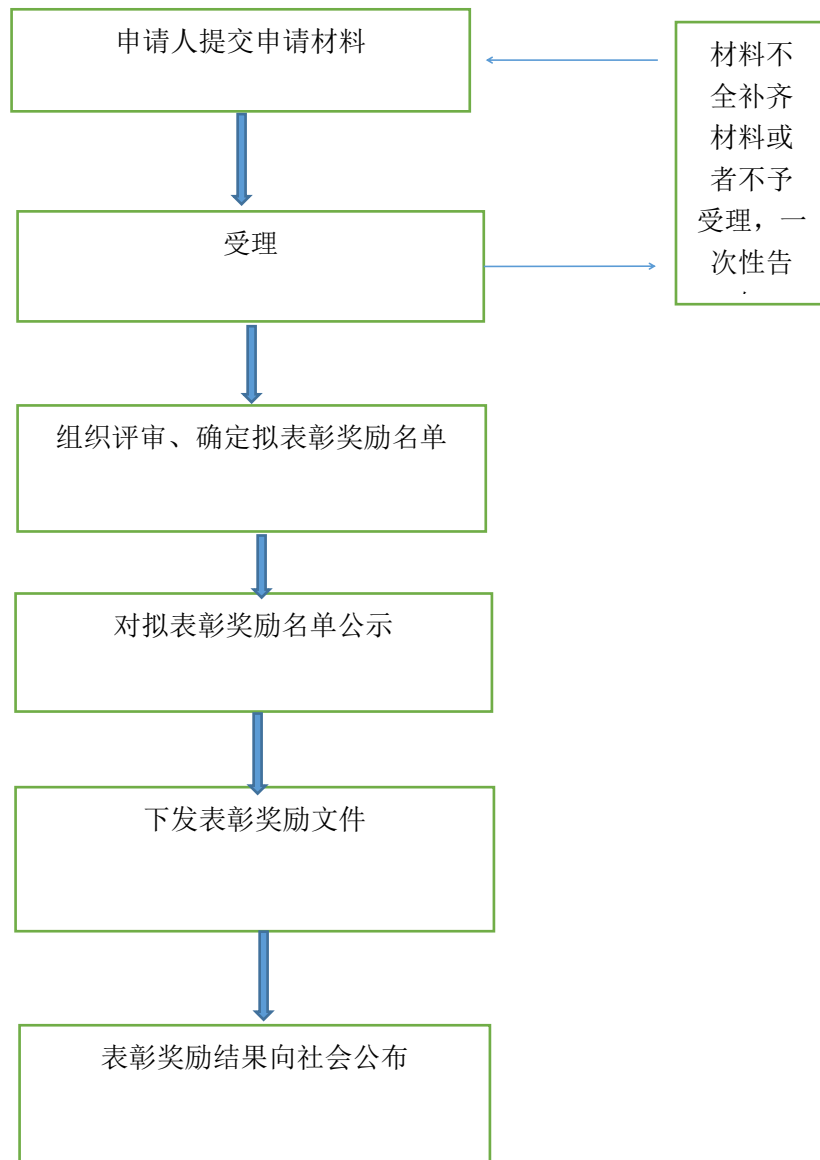 申请人提交申请材料
材料不
全补齐
材料或
者不予
受理，一
次性告
受理
组织评审、确定拟表彰奖励名单
对拟表彰奖励名单公示
下发表彰奖励文件
表彰奖励结果向社会公布